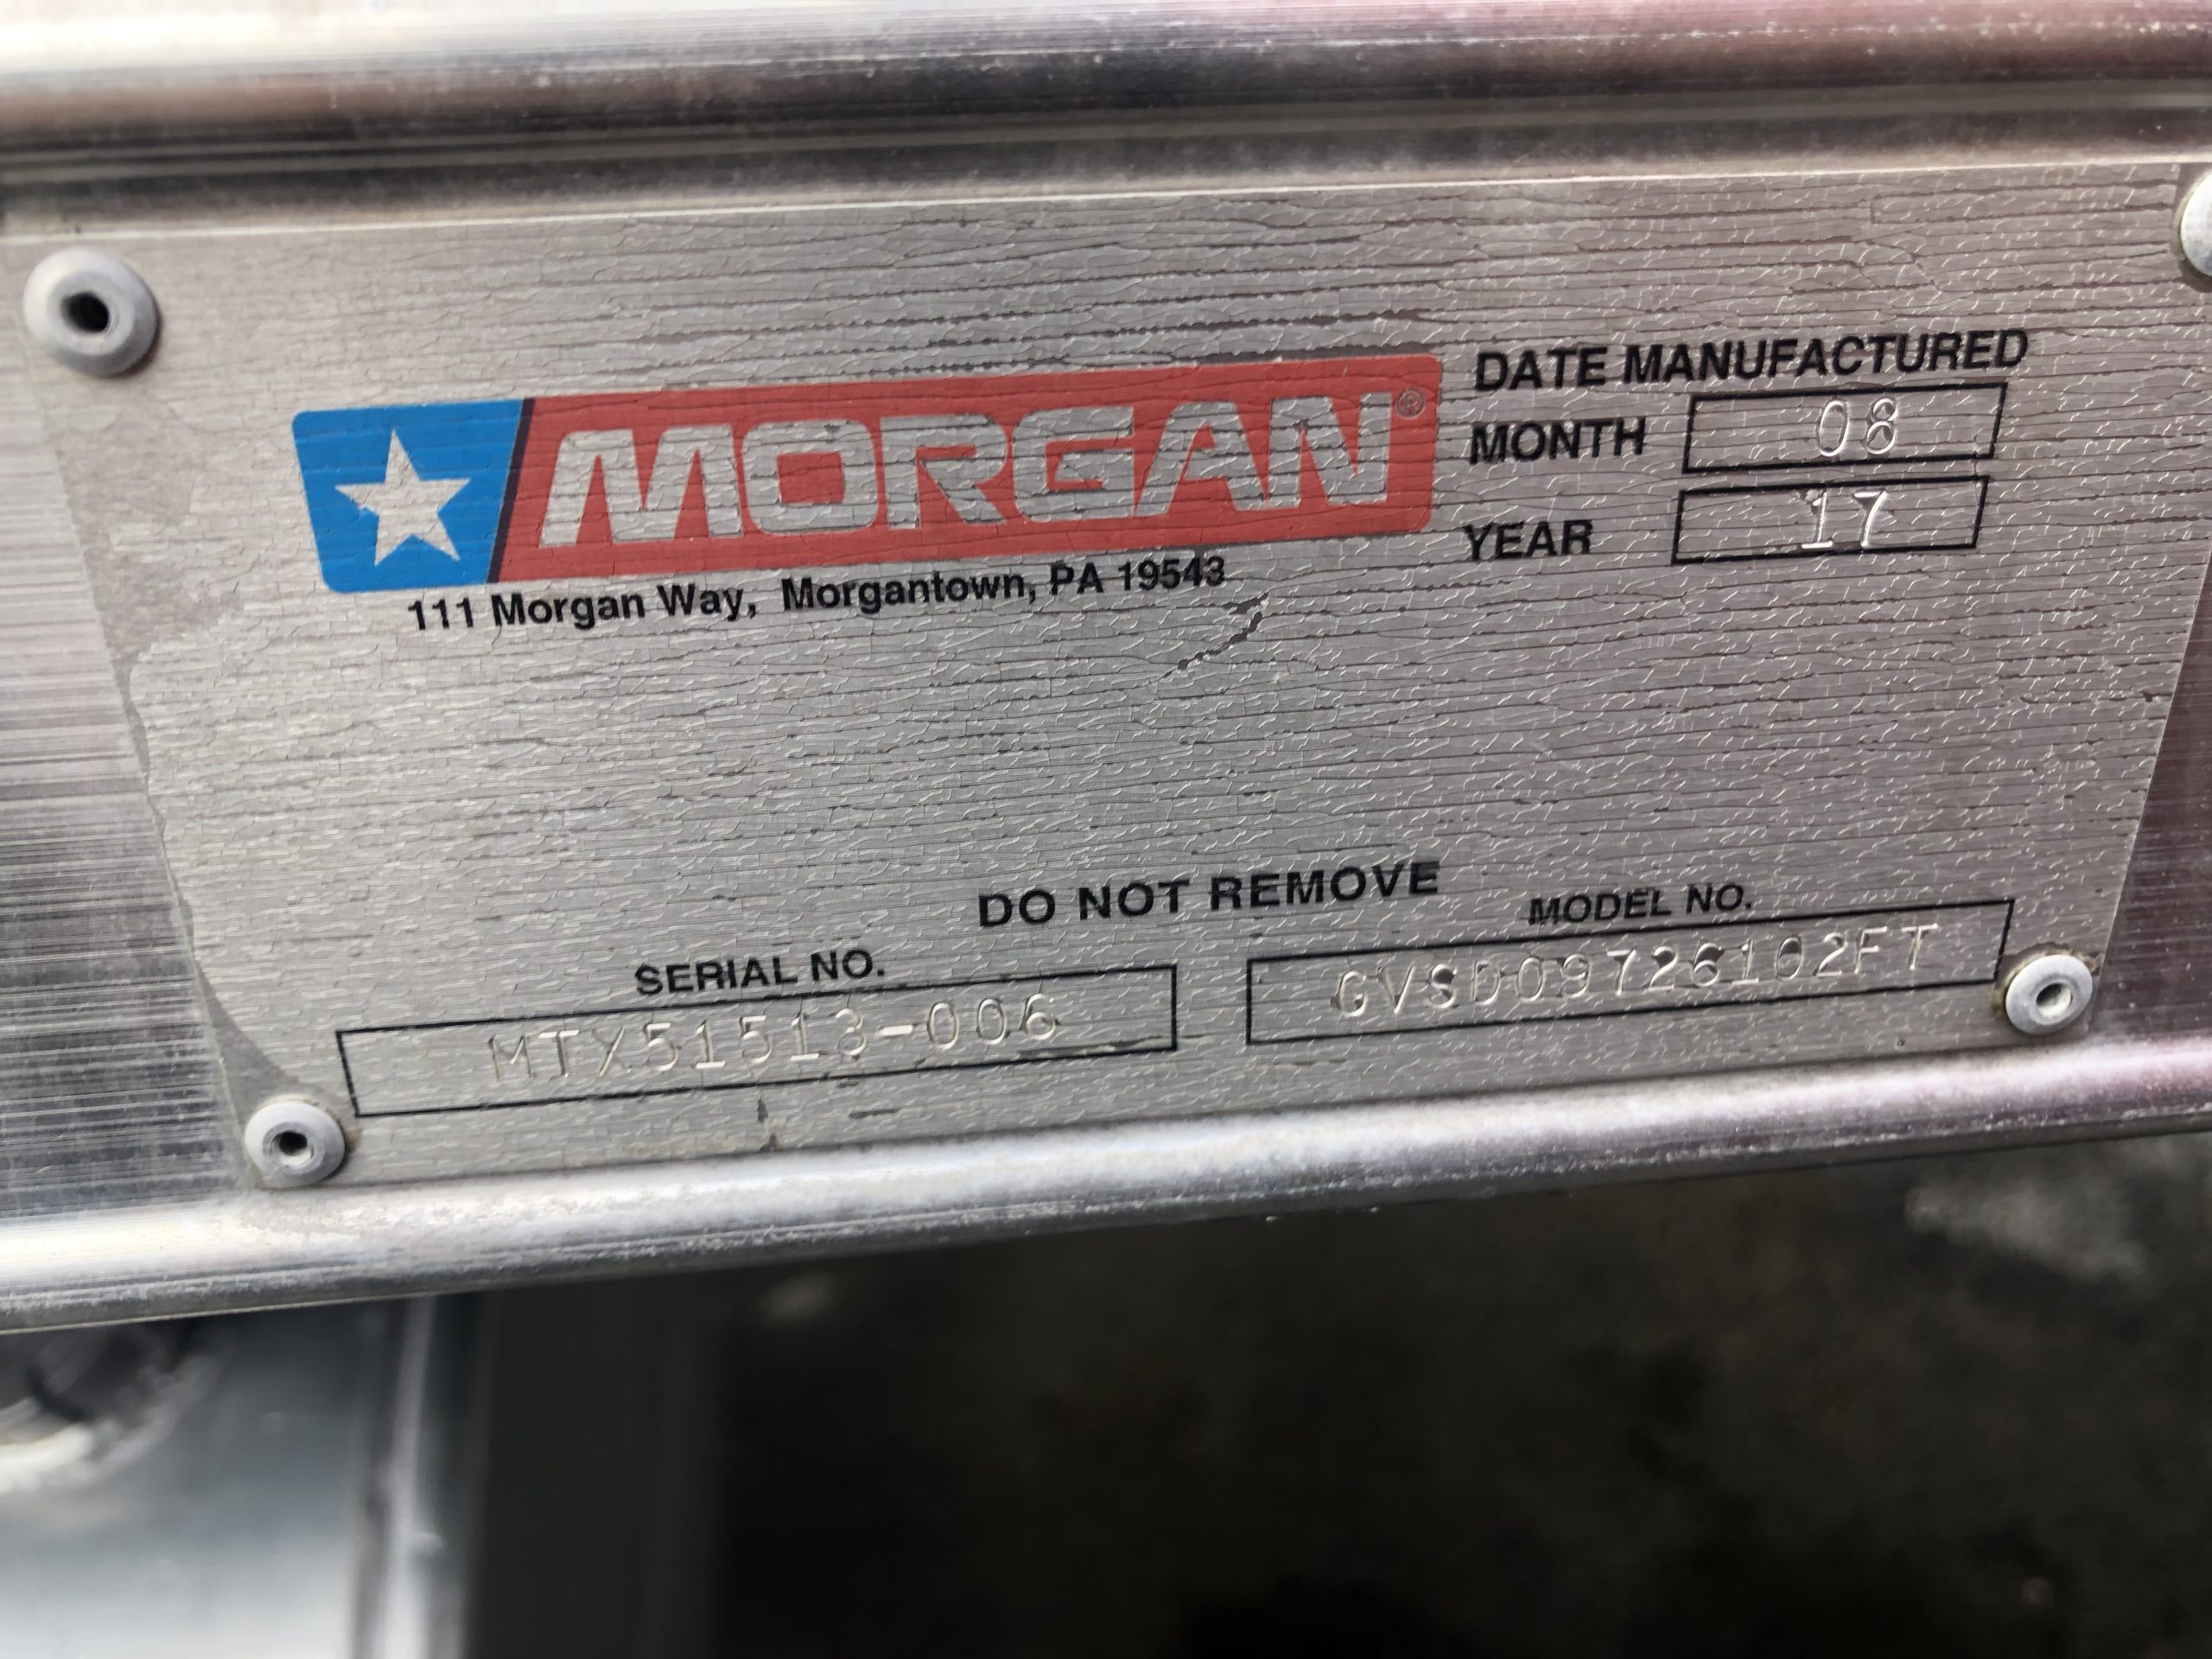 MORGAN®
111 Morgan Way, Morgantown, PA 19543
DATE MANUFACTURED
MONTH 08
YEAR 17
DO NOT REMOVE
SERIAL NO.
MTX51513-006
MODEL NO.
GVSD09726102FT